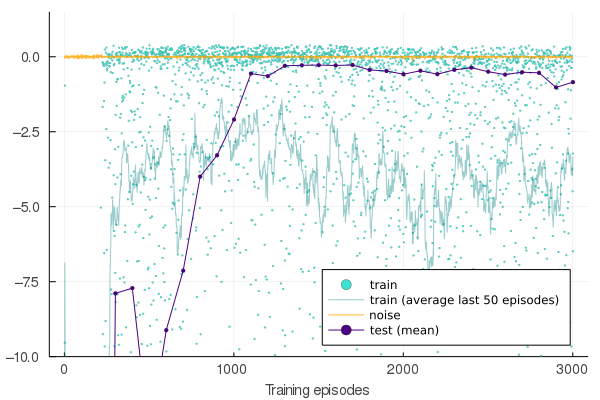 0.0
−2.5
−5.0
−7.5
−10.0
0
1000
2000
3000
Training episodes
train
train (average last 50 episodes)
noise
test (mean)